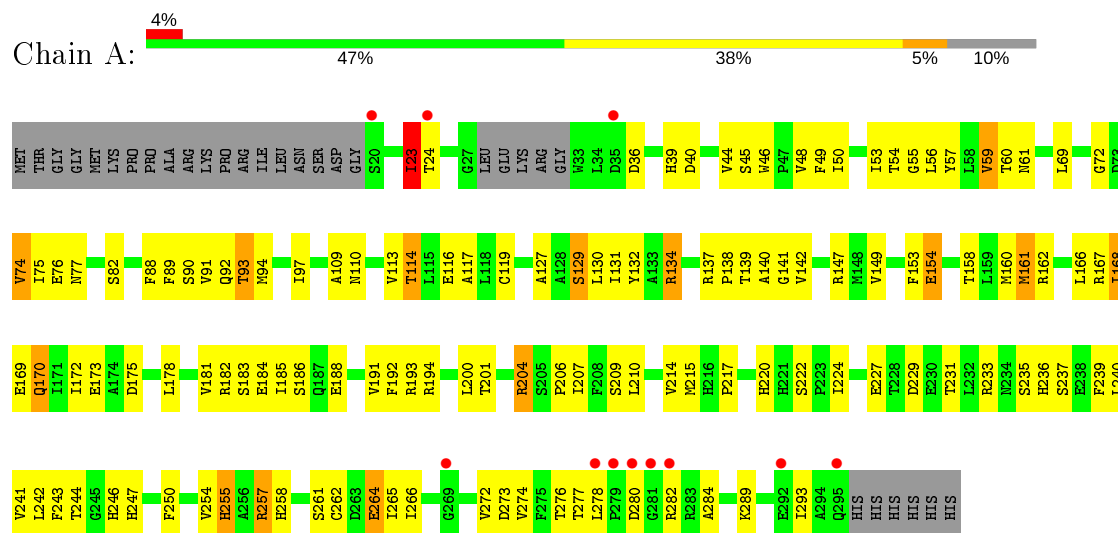 4%
Chain A:
47% 38% 5% 10%
MET THR GLY GLY MET LYS PRO PRO ALA ARG LYS PRO ARG ILE LEU ASN SER ASP GLY S20 I23 T24 G27 LEU GLU LYS ARG GLY W33 L34 D35 D36 H39 D40 V44 S45 W46 P47 V48 F49 I50 I53 T54 G55 L56 Y57 L58 V59 T60 N61 L69 G72 D73
V74 I75 E76 N77 S82 F88 F89 S90 V91 Q92 T93 M94 I97 A109 N110 V113 T114 L115 E116 A117 L118 C119 A127 A128 S129 L130 I131 Y132 A133 R134 R137 P138 T139 A140 G141 V142 R147 M148 V149 F153 E154 T158 L159 M160 M161 R162 L166 R167 I168
E169 Q170 I171 I172 E173 A174 D175 L178 V181 R182 S183 E184 I185 S186 Q187 E188 V191 F192 R193 R194 L200 T201 R204 S205 P206 I207 F208 S209 L210 V214 M215 H216 P217 H220 H221 S222 P223 I224 E227 T228 D229 E230 T231 L232 R233 N234 S235 H236 S237 E238 F239 L240
V241 L242 F243 T244 G245 H246 H247 F250 V254 H255 A256 R257 H258 S261 C262 D263 E264 I265 I266 G269 V272 D273 V274 F275 T276 T277 L278 P279 D280 G281 R282 R283 A284 K289 E292 I293 A294 Q295 HIS HIS HIS HIS HIS HIS